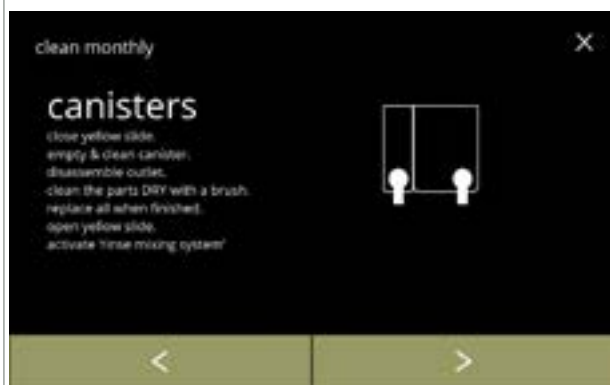 clean monthly
canisters
close yellow slide.
empty & clean canister.
disassemble outlet.
clean the parts DRY with a brush.
replace all when finished.
open yellow slide.
activate 'rinse mixing system'